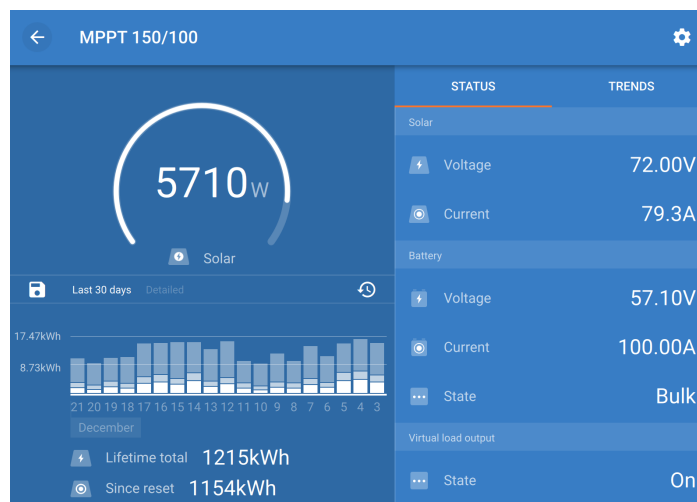 MPPT 150/100
5710W
Solar
Last 30 days Detailed
17.47kWh
8.73kWh
21 20 19 18 17 16 15 14 13 12 11 10 9 8 7 6 5 4 3
December
Lifetime total 1215kWh
Since reset 1154kWh
STATUS TRENDS
Solar
Voltage 72.00V
Current 79.3A
Battery
Voltage 57.10V
Current 100.00A
State Bulk
Virtual load output
State On